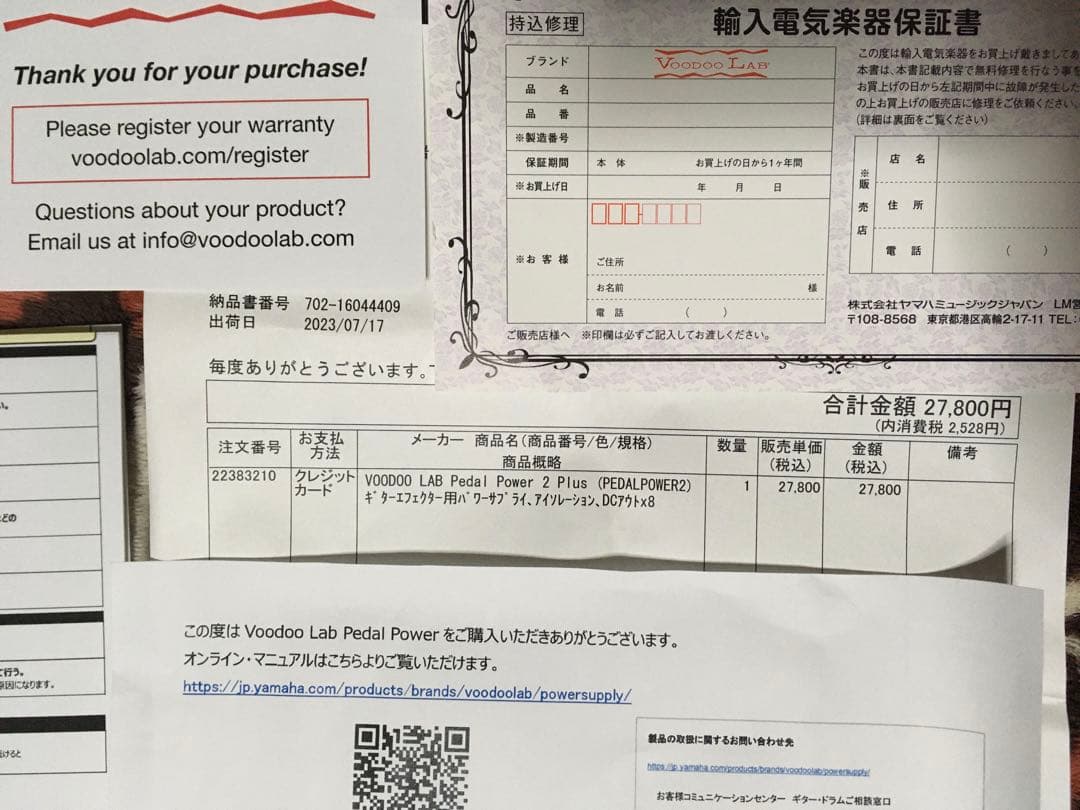 Thank you for your purchase!
Please register your warranty
voodoolab.com/register
Questions about your product?
Email us at info@voodoolab.com
持込修理
輸入電気楽器保証書
ブランド VOODOO LAB
品名
品番
※製造番号
保証期間 本体 お買上げの日から1ヶ年間
※お買上げ日 年 月 日
※お客様
ご住所
お名前 様
電話 ( )
ご販売店様へ ※印欄は必ずご記入してお渡しください。
この度は輸入電気楽器をお買上げ戴きましてあ
本書は、本書記載内容で無料修理を行なう事を
お買上げの日から左記期間中に故障が発生した
の上お買上げの販売店に修理をご依頼ください。
(詳細は裏面をご覧ください)
※販売店
店名
住所
電話 ( )
株式会社ヤマハミュージックジャパン LM営
〒108-8568 東京都港区高輪2-17-11 TEL:
納品書番号 702-16044409
出荷日 2023/07/17
毎度ありがとうございます。
合計金額 27,800円
(内消費税 2,528円)
注文番号 お支払方法 メーカー 商品名(商品番号/色/規格) 商品概略 数量 販売単価(税込) 金額(税込) 備考
22383210 クレジットカード VOODOO LAB Pedal Power 2 Plus (PEDALPOWER2) 1 27,800 27,800
ギターエフェクター用パワーサプライ、アイソレーション、DCアウトx8
この度は Voodoo Lab Pedal Power をご購入いただきありがとうございます。
オンライン・マニュアルはこちらよりご覧いただけます。
https://jp.yamaha.com/products/brands/voodoolab/powersupply/
製品の取扱に関するお問い合わせ先
https://jp.yamaha.com/products/brands/voodoolab/powersupply/
お客様コミュニケーションセンター ギター・ドラムご相談窓口
い。
などの
て行う。
原因になります。
けると